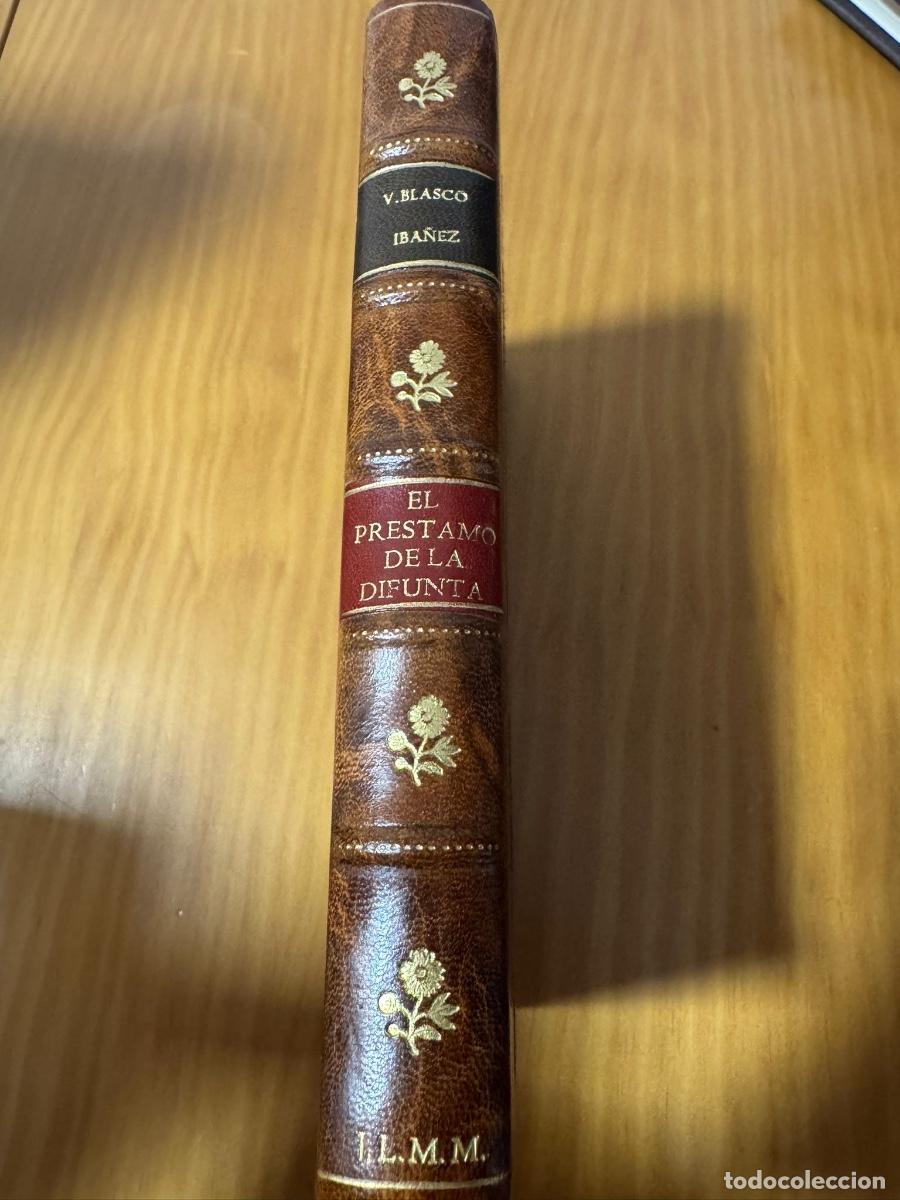 V.BLASCO
IBAÑEZ
EL
PRESTAMO
DE LA
DIFUNTA
J.L.M.M.
todocoleccion